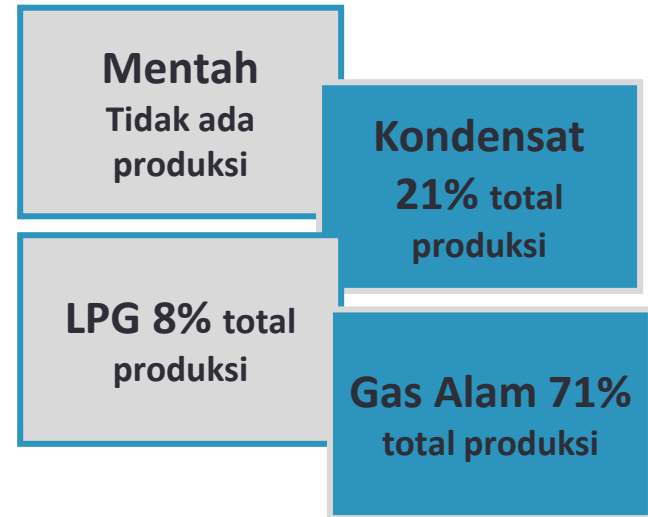 Mentah
Tidak ada
produksi
Kondensat
21% total
produksi
LPG 8% total
produksi
Gas Alam 71%
total produksi